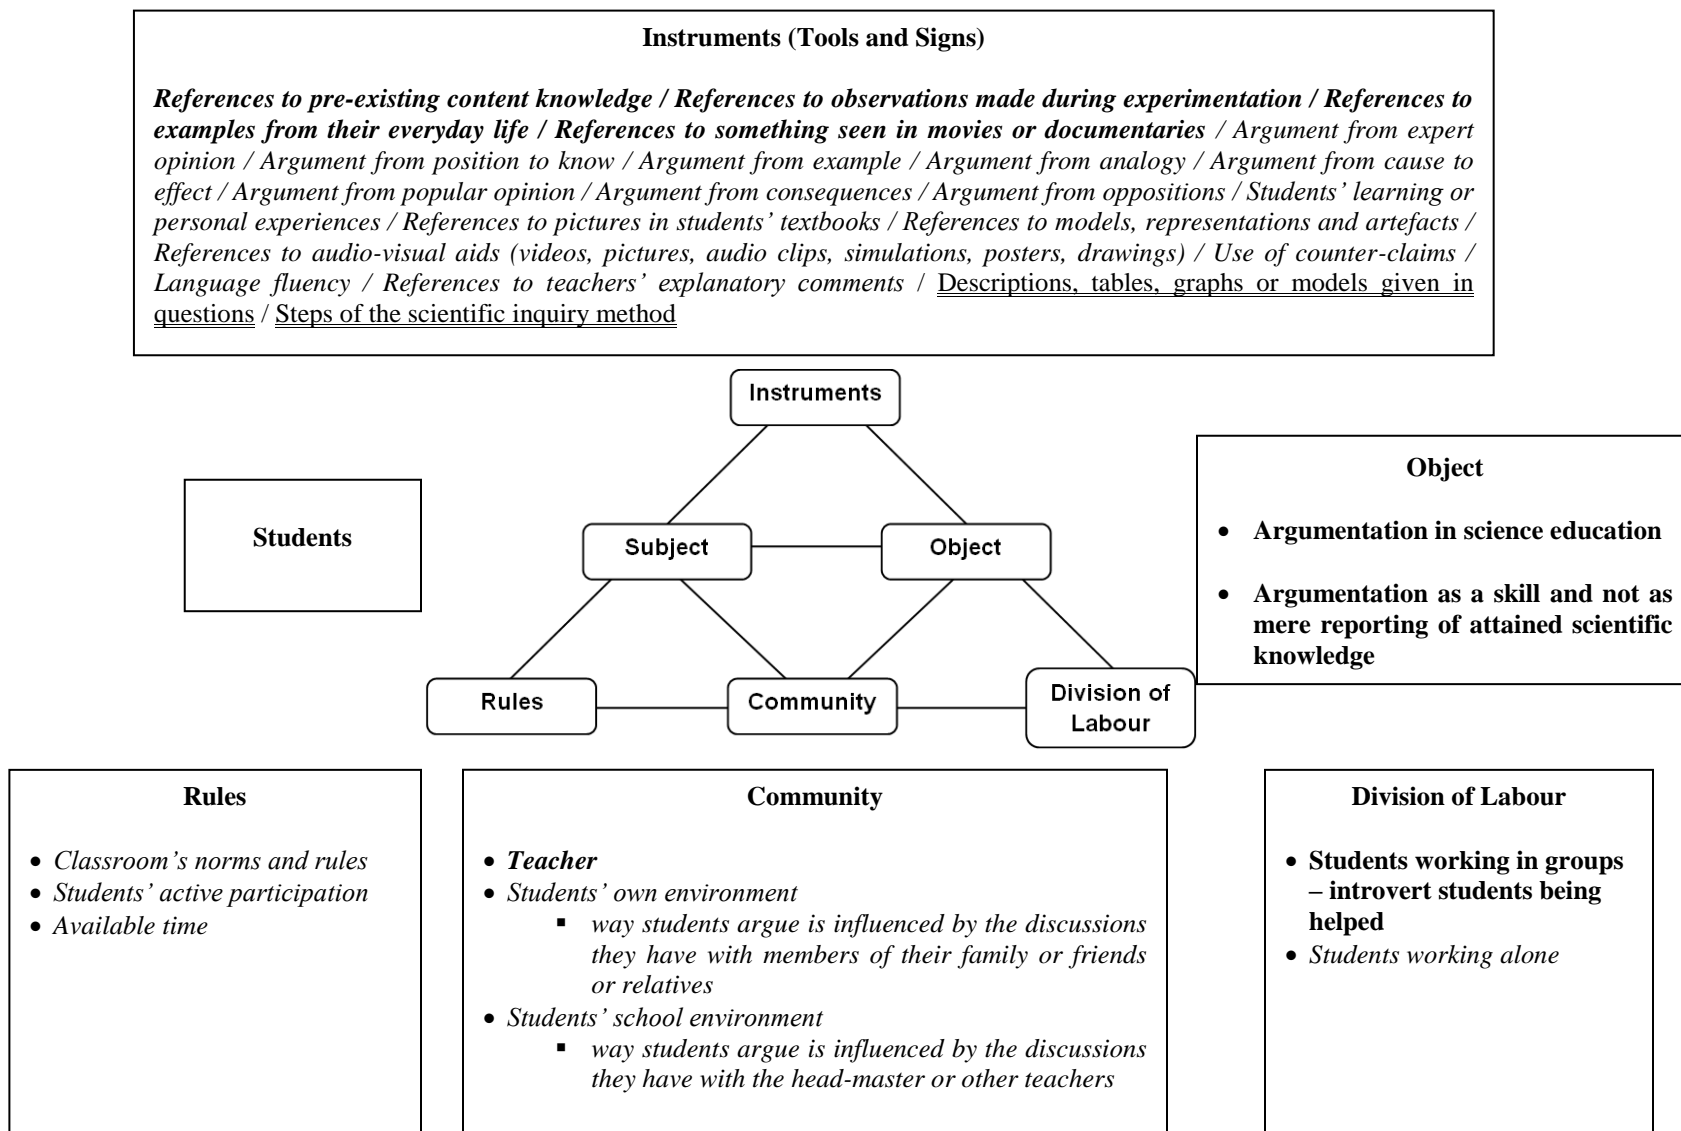 Instruments (Tools and Signs)
References to pre-existing content knowledge / References to observations made during experimentation / References to
examples from their everyday life / References to something seen in movies or documentaries / Argument from expert
opinion / Argument from position to know / Argument from example / Argument from analogy / Argument from cause to
effect / Argument from popular opinion / Argument from consequences / Argument from oppositions / Students’ learning or
personal experiences / References to pictures in students’ textbooks / References to models, representations and artefacts /
References to audio-visual aids (videos, pictures, audio clips, simulations, posters, drawings) / Use of counter-claims /
Language fluency / References to teachers’ explanatory comments / Descriptions, tables, graphs or models given in
questions / Steps of the scientific inquiry method
Instruments
Students
Subject
Object
Rules
Community
Division of
Labour
Object
• Argumentation in science education
• Argumentation as a skill and not as
mere reporting of attained scientific
knowledge
Rules
• Classroom’s norms and rules
• Students’ active participation
• Available time
Community
• Teacher
• Students’ own environment
▪ way students argue is influenced by the discussions
they have with members of their family or friends
or relatives
• Students’ school environment
▪ way students argue is influenced by the discussions
they have with the head-master or other teachers
Division of Labour
• Students working in groups
– introvert students being
helped
• Students working alone